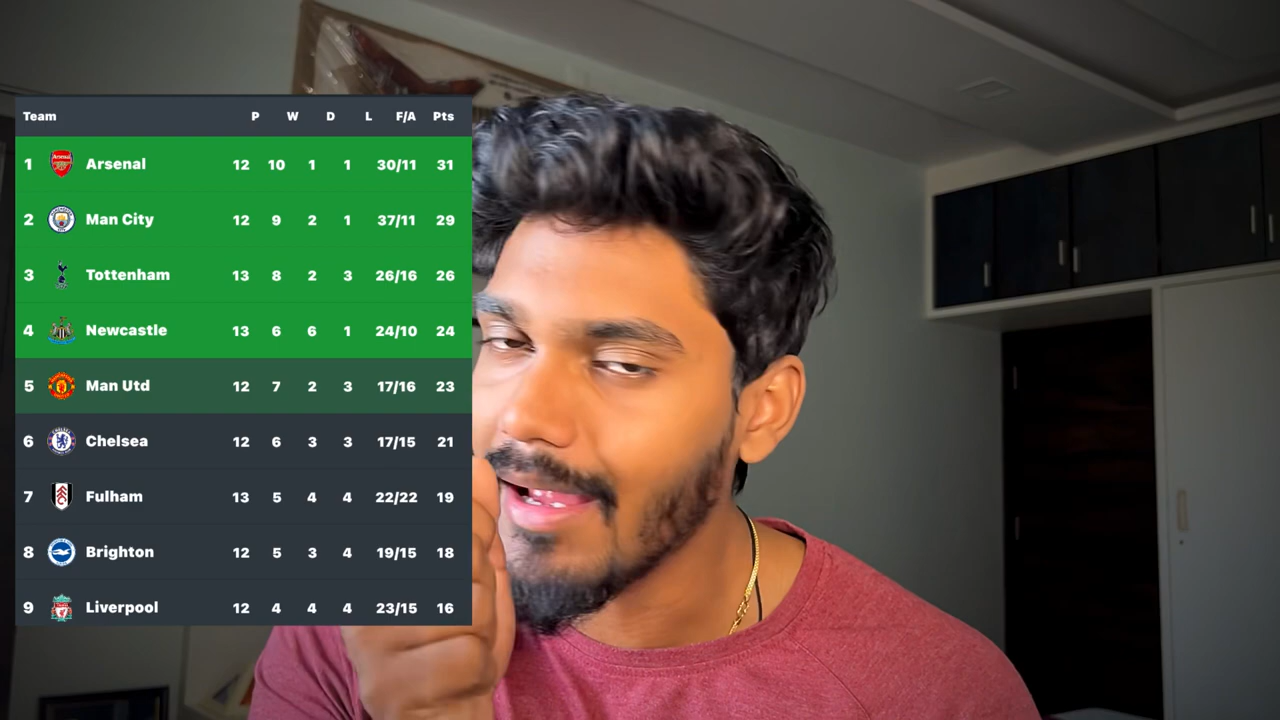 Team P W D L F/A Pts
1 Arsenal 12 10 1 1 30/11 31
2 Man City 12 9 2 1 37/11 29
3 Tottenham 13 8 2 3 26/16 26
4 Newcastle 13 6 6 1 24/10 24
5 Man Utd 12 7 2 3 17/16 23
6 Chelsea 12 6 3 3 17/15 21
7 Fulham 13 5 4 4 22/22 19
8 Brighton 12 5 3 4 19/15 18
9 Liverpool 12 4 4 4 23/15 16